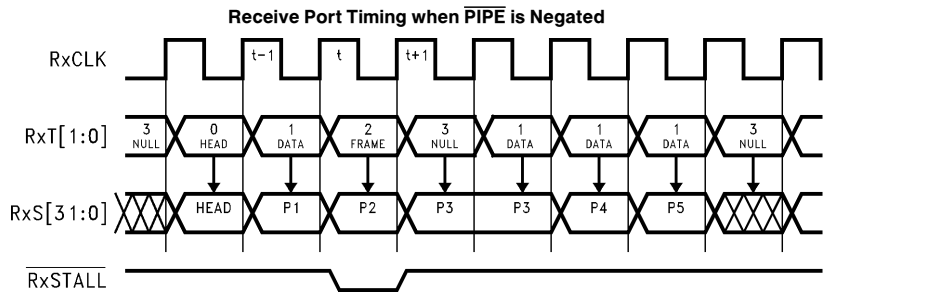 Receive Port Timing when PIPE is Negated
RxCLK t-1 t t+1
RxT[1:0] 3 0 1 2 3 1 1 1 3
NULL HEAD DATA FRAME NULL DATA DATA DATA NULL
RxS[31:0] HEAD P1 P2 P3 P3 P4 P5
RxSTALL